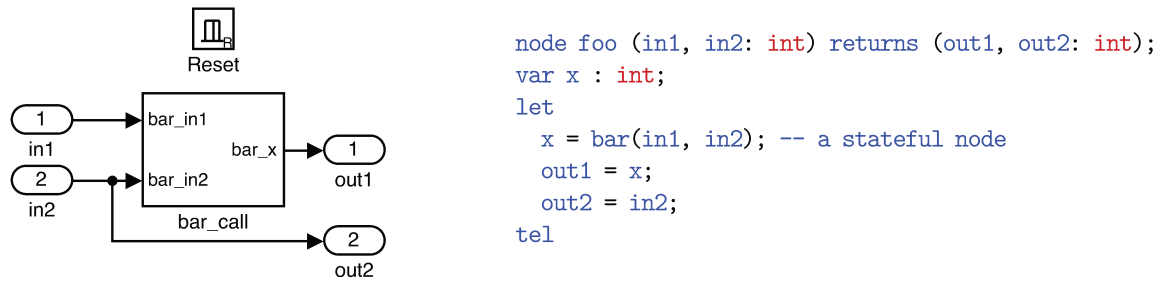 R
Reset
1
in1
2
in2
bar_in1
bar_in2
bar_x
bar_call
1
out1
2
out2
node foo (in1, in2: int) returns (out1, out2: int);
var x : int;
let
x = bar(in1, in2); -- a stateful node
out1 = x;
out2 = in2;
tel